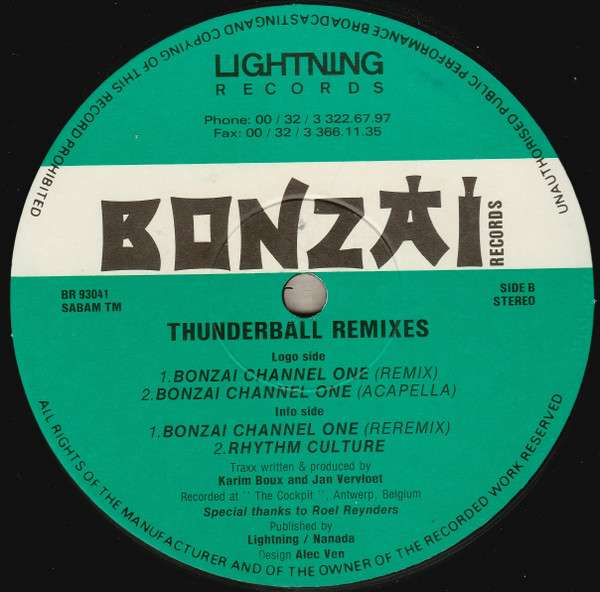 LIGHTNING
RECORDS
Phone: 00 / 32 / 3 322.67.97
Fax: 00 / 32 / 3 366.11.35
BONZAI
RECORDS
BR 93041
SABAM TM
SIDE B
STEREO
THUNDERBALL REMIXES
Logo side
1.BONZAI CHANNEL ONE (REMIX)
2.BONZAI CHANNEL ONE (ACAPELLA)
Info side
1.BONZAI CHANNEL ONE (REREMIX)
2.RHYTHM CULTURE
Traxx written & produced by
Karim Boux and Jan Vervloet
Recorded at '' The Cockpit '', Antwerp, Belgium
Special thanks to Roel Reynders
Published by
Lightning / Nanada
Design Alec Ven
ALL RIGHTS OF THE MANUFACTURER AND OF THE OWNER OF THE RECORDED WORK RESERVED
UNAUTHORISED PUBLIC PERFORMANCE BROADCASTING AND COPYING OF THIS RECORD PROHIBITED